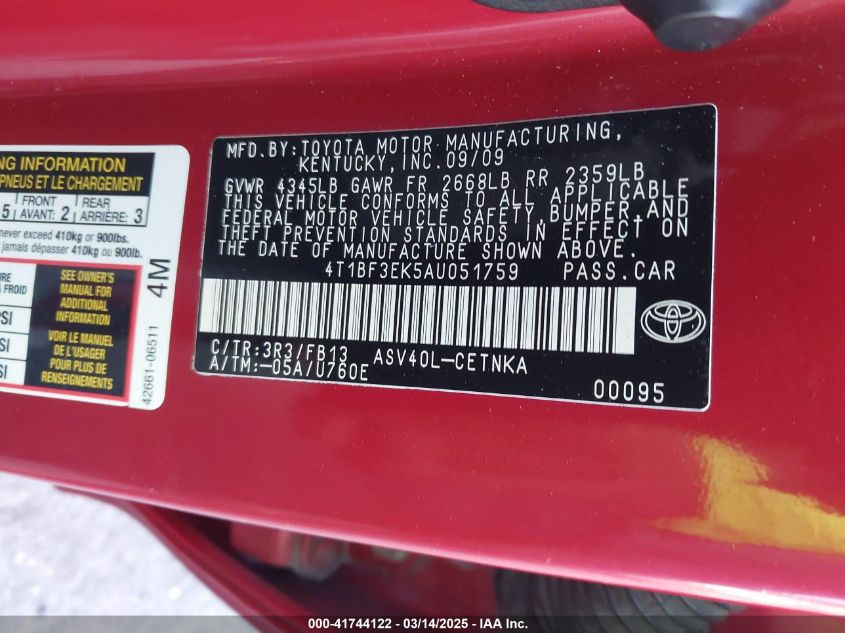 NG INFORMATION
PNEUS ET LE CHARGEMENT
5 FRONT AVANT: 2 REAR ARRIÈRE: 3
never exceed 410kg or 900lbs.
jamais dépasser 410kg ou 900lb.
SEE OWNER'S
MANUAL FOR
ADDITIONAL
INFORMATION
VOIR LE MANUEL
DE L'USAGER
POUR PLUS DE
RENSEIGNEMENTS
4M
42661-06511
MFD.BY: TOYOTA MOTOR MANUFACTURING,
KENTUCKY, INC. 09/09
GVWR 4345LB GAWR FR 2668LB RR 2359LB
THIS VEHICLE CONFORMS TO ALL APPLICABLE
FEDERAL MOTOR VEHICLE SAFETY, BUMPER, AND
THEFT PREVENTION STANDARDS IN EFFECT ON
THE DATE OF MANUFACTURE SHOWN ABOVE.
4T1BF3EK5AU051759 PASS.CAR
C/TR:3R3/FB13 ASV40L-CETNKA
A/TM:-05A/U760E
00095
000-41744122 - 03/14/2025 - IAA Inc.